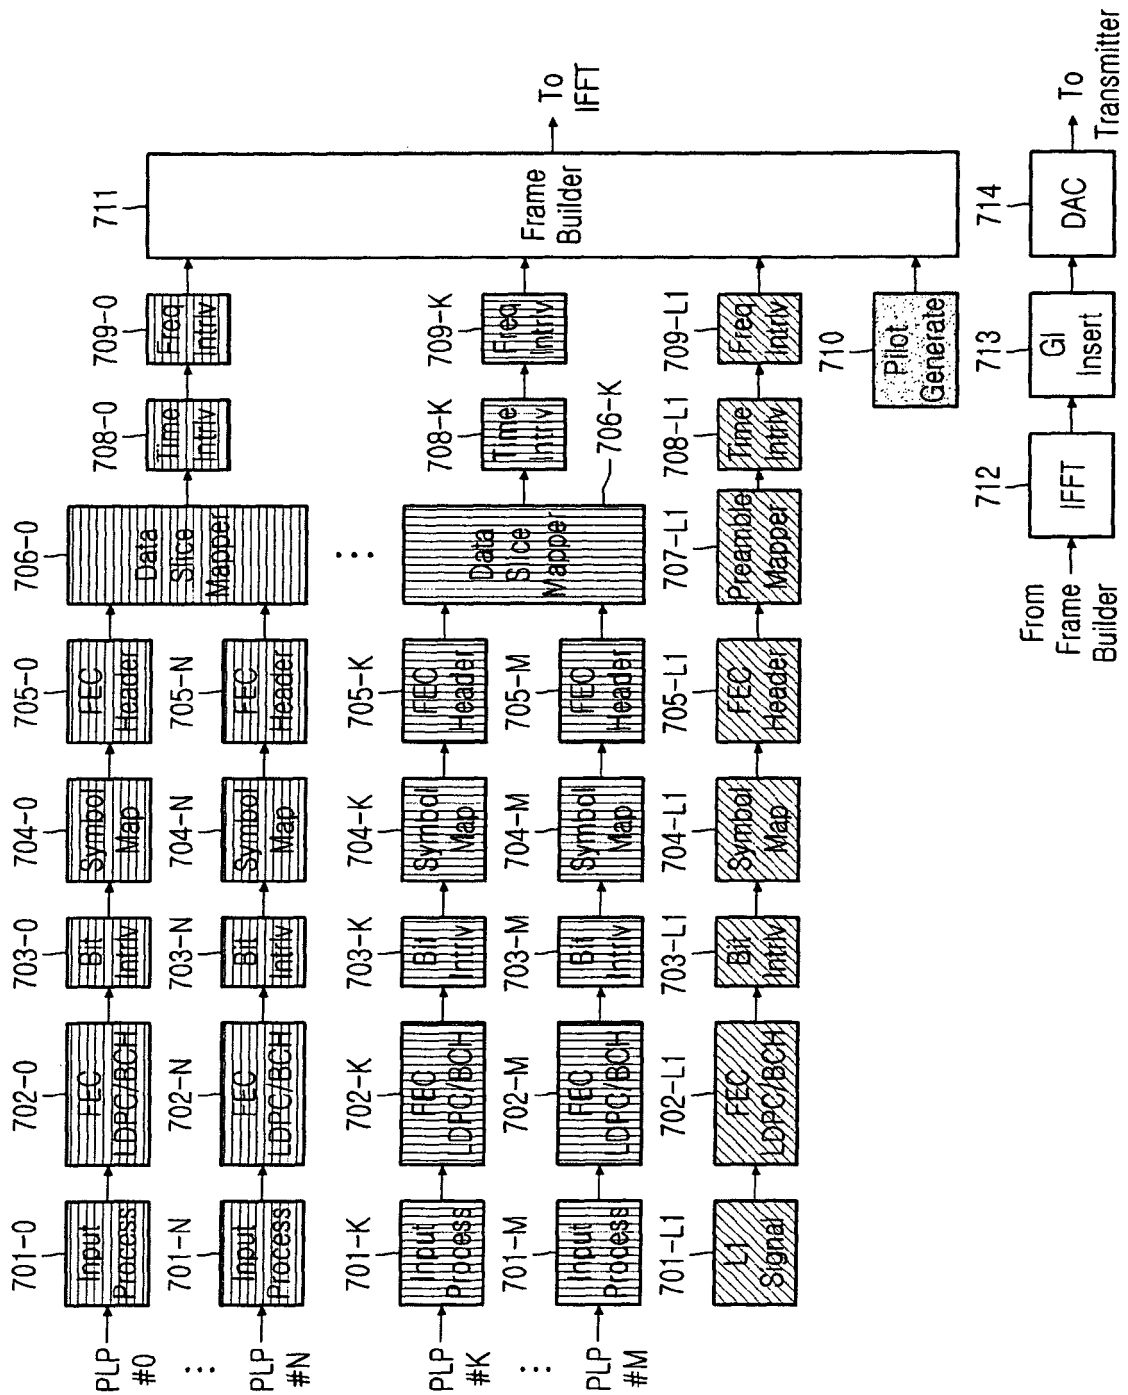 PLP
#0
701-0
Input
Process
702-0
FEC
LDPC/BCH
703-0
Bit
Intrlv
704-0
Symbol
Map
705-0
FEC
Header
706-0
Data
Slice
Mapper
708-0
Time
Intrlv
709-0
Freq
Intrlv
711
Frame
Builder
To
IFFT
PLP
#N
701-N
Input
Process
702-N
FEC
LDPC/BCH
703-N
Bit
Intrlv
704-N
Symbol
Map
705-N
FEC
Header
PLP
#K
701-K
Input
Process
702-K
FEC
LDPC/BCH
703-K
Bit
Intrlv
704-K
Symbol
Map
705-K
FEC
Header
Data
Slice
Mapper
706-K
708-K
Time
Intrlv
709-K
Freq
Intrlv
PLP
#M
701-M
Input
Process
702-M
FEC
LDPC/BCH
703-M
Bit
Intrlv
704-M
Symbol
Map
705-M
FEC
Header
701-L1
L1
Signal
702-L1
FEC
LDPC/BCH
703-L1
Bit
Intrlv
704-L1
Symbol
Map
705-L1
FEC
Header
707-L1
Preamble
Mapper
708-L1
Time
Intrlv
709-L1
Freq
Intrlv
710
Pilot
Generate
From
Frame
Builder
712
IFFT
713
GI
Insert
714
DAC
To
Transmitter